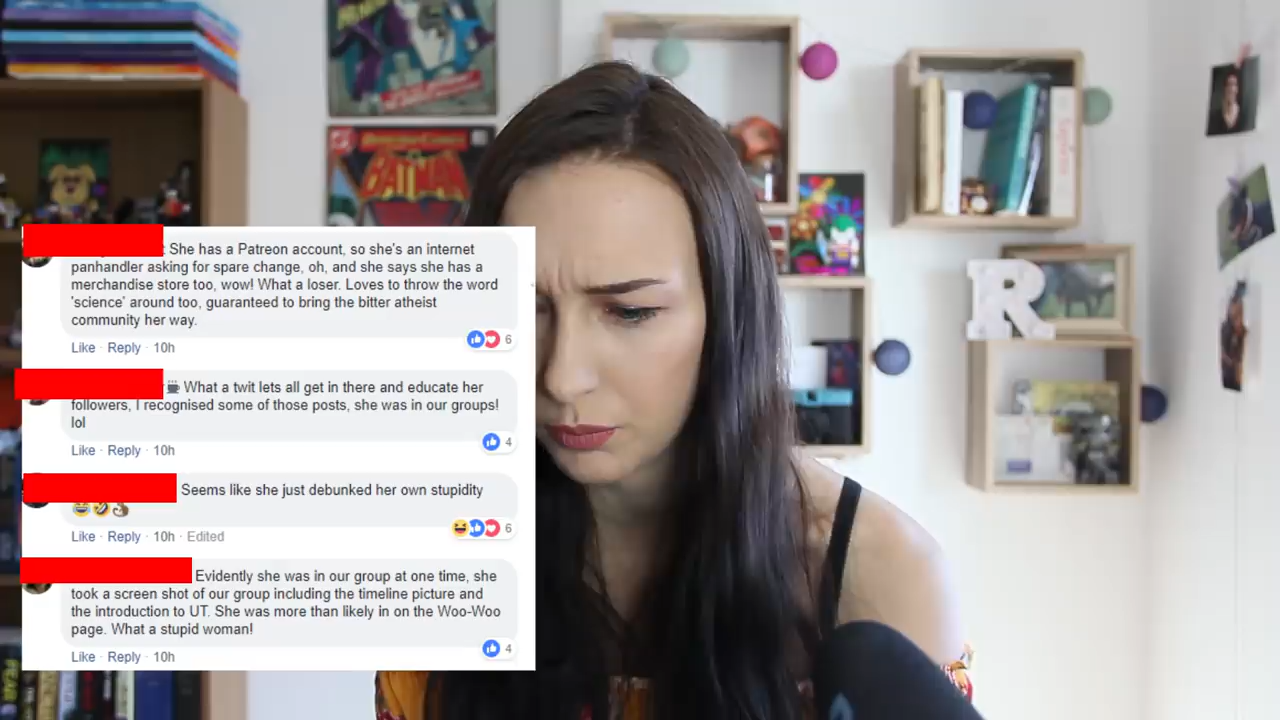 BATMAN
She has a Patreon account, so she's an internet
panhandler asking for spare change, oh, and she says she has a
merchandise store too, wow! What a loser. Loves to throw the word
'science' around too, guaranteed to bring the bitter atheist
community her way.
6
Like · Reply · 10h
What a twit lets all get in there and educate her
followers, I recognised some of those posts, she was in our groups!
lol
4
Like · Reply · 10h
Seems like she just debunked her own stupidity
6
Like · Reply · 10h · Edited
Evidently she was in our group at one time, she
took a screen shot of our group including the timeline picture and
the introduction to UT. She was more than likely in on the Woo-Woo
page. What a stupid woman!
4
Like · Reply · 10h
R
FEAR